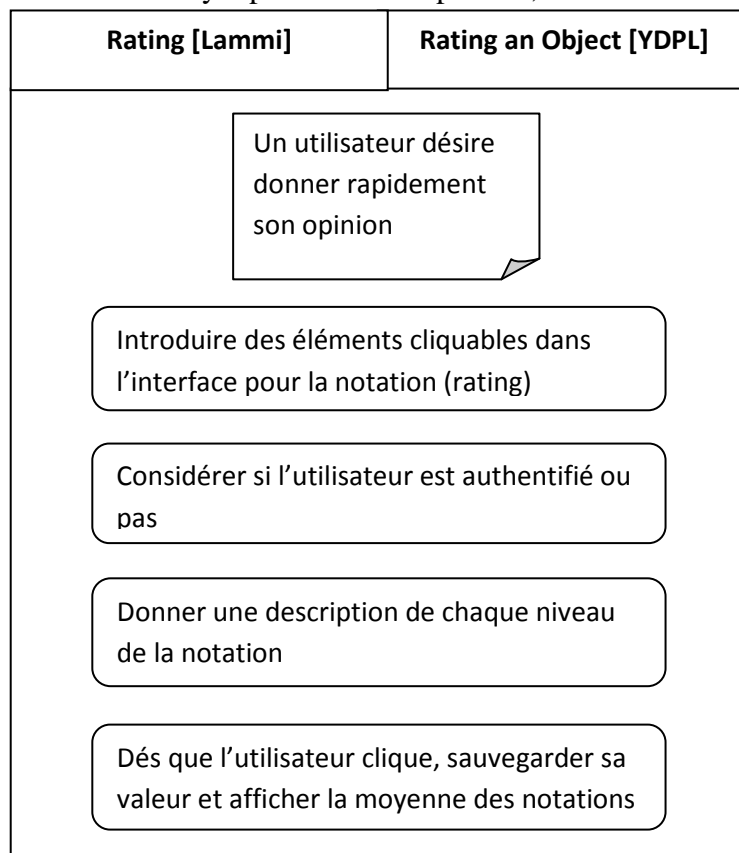 Rating [Lammi]
Rating an Object [YDPL]
Un utilisateur désire
donner rapidement
son opinion
Introduire des éléments cliquables dans
l’interface pour la notation (rating)
Considérer si l’utilisateur est authentifié ou
pas
Donner une description de chaque niveau
de la notation
Dés que l’utilisateur clique, sauvegarder sa
valeur et afficher la moyenne des notations